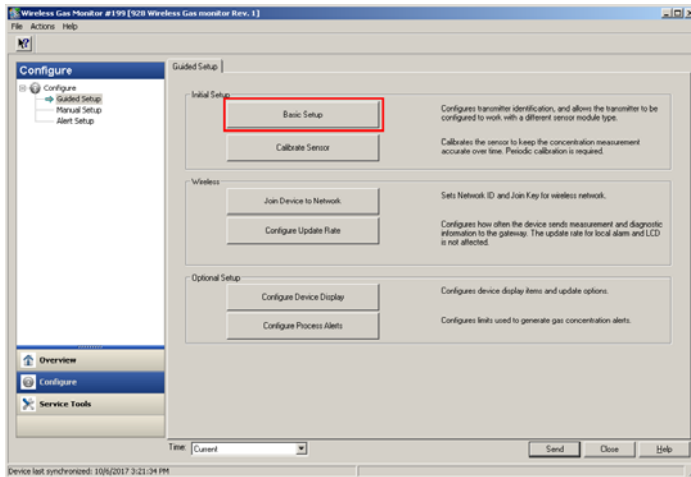 Wireless Gas Monitor #199 [928 Wireless Gas monitor Rev. 1]
File Actions Help
Configure
Guided Setup
Configure
Guided Setup
Manual Setup
Alert Setup
Initial Setup
Basic Setup
Configures transmitter identification, and allows the transmitter to be
configured to work with a different sensor module type.
Calibrate Sensor
Calibrates the sensor to keep the concentration measurement
accurate over time. Periodic calibration is required.
Wireless
Join Device to Network
Sets Network ID and Join Key for wireless network.
Configure Update Rate
Configures how often the device sends measurement and diagnostic
information to the gateway. The update rate for local alarm and LCD
is not affected.
Optional Setup
Configure Device Display
Configures device display items and update options.
Configure Process Alerts
Configures limits used to generate gas concentration alerts.
Overview
Configure
Service Tools
Time: Current
Send Close Help
Device last synchronized: 10/6/2017 3:21:34 PM